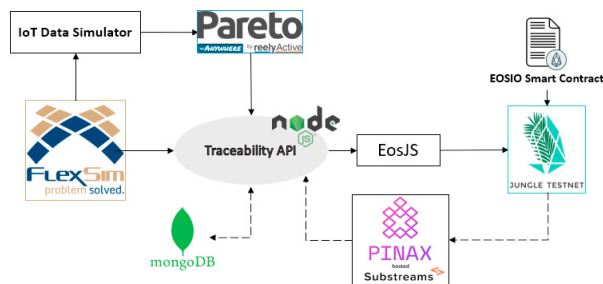 IoT Data Simulator
Pareto
ANYWHERE by reelyActive
EOSIO Smart Contract
node
JS
FlexSim
problem solved.
Traceability API
EosJS
JUNGLE TESTNET
mongoDB
PINAX
hosted
Substreams